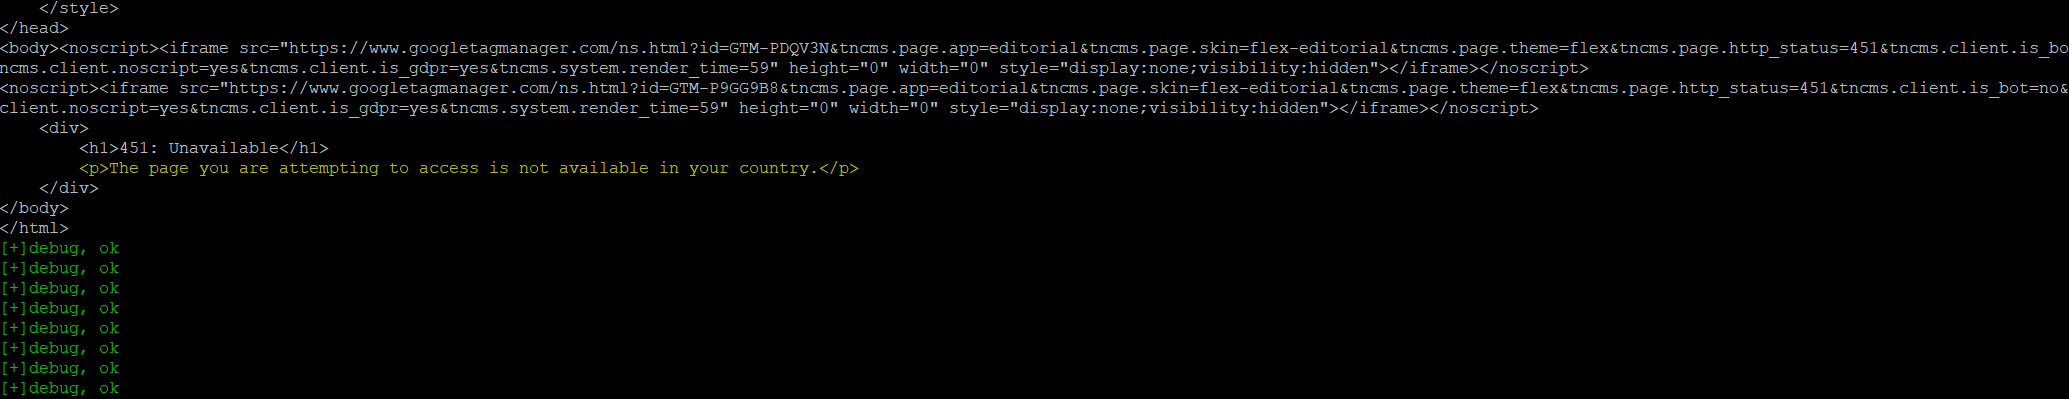 </style>
</head>
<body><noscript><iframe src="https://www.googletagmanager.com/ns.html?id=GTM-PDQV3N&tncms.page.app=editorial&tncms.page.skin=flex-editorial&tncms.page.theme=flex&tncms.page.http_status=451&tncms.client.is_bo
ncms.client.noscript=yes&tncms.client.is_gdpr=yes&tncms.system.render_time=59" height="0" width="0" style="display:none;visibility:hidden"></iframe></noscript>
<noscript><iframe src="https://www.googletagmanager.com/ns.html?id=GTM-P9GG9B8&tncms.page.app=editorial&tncms.page.skin=flex-editorial&tncms.page.theme=flex&tncms.page.http_status=451&tncms.client.is_bot=no&
client.noscript=yes&tncms.client.is_gdpr=yes&tncms.system.render_time=59" height="0" width="0" style="display:none;visibility:hidden"></iframe></noscript>
<div>
<h1>451: Unavailable</h1>
<p>The page you are attempting to access is not available in your country.</p>
</div>
</body>
</html>
[+]debug, ok
[+]debug, ok
[+]debug, ok
[+]debug, ok
[+]debug, ok
[+]debug, ok
[+]debug, ok
[+]debug, ok